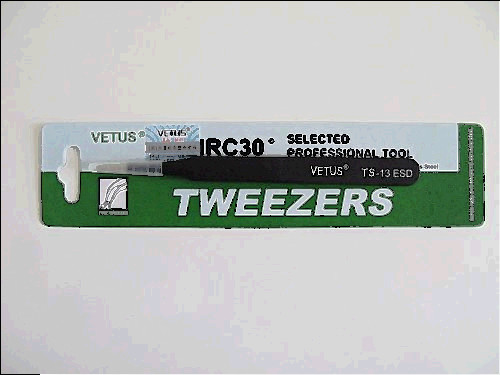 VETUS®
VETUS®
HRC30°
SELECTED
PROFESSIONAL TOOL
VETUS® TS-13 ESD
TWEEZERS